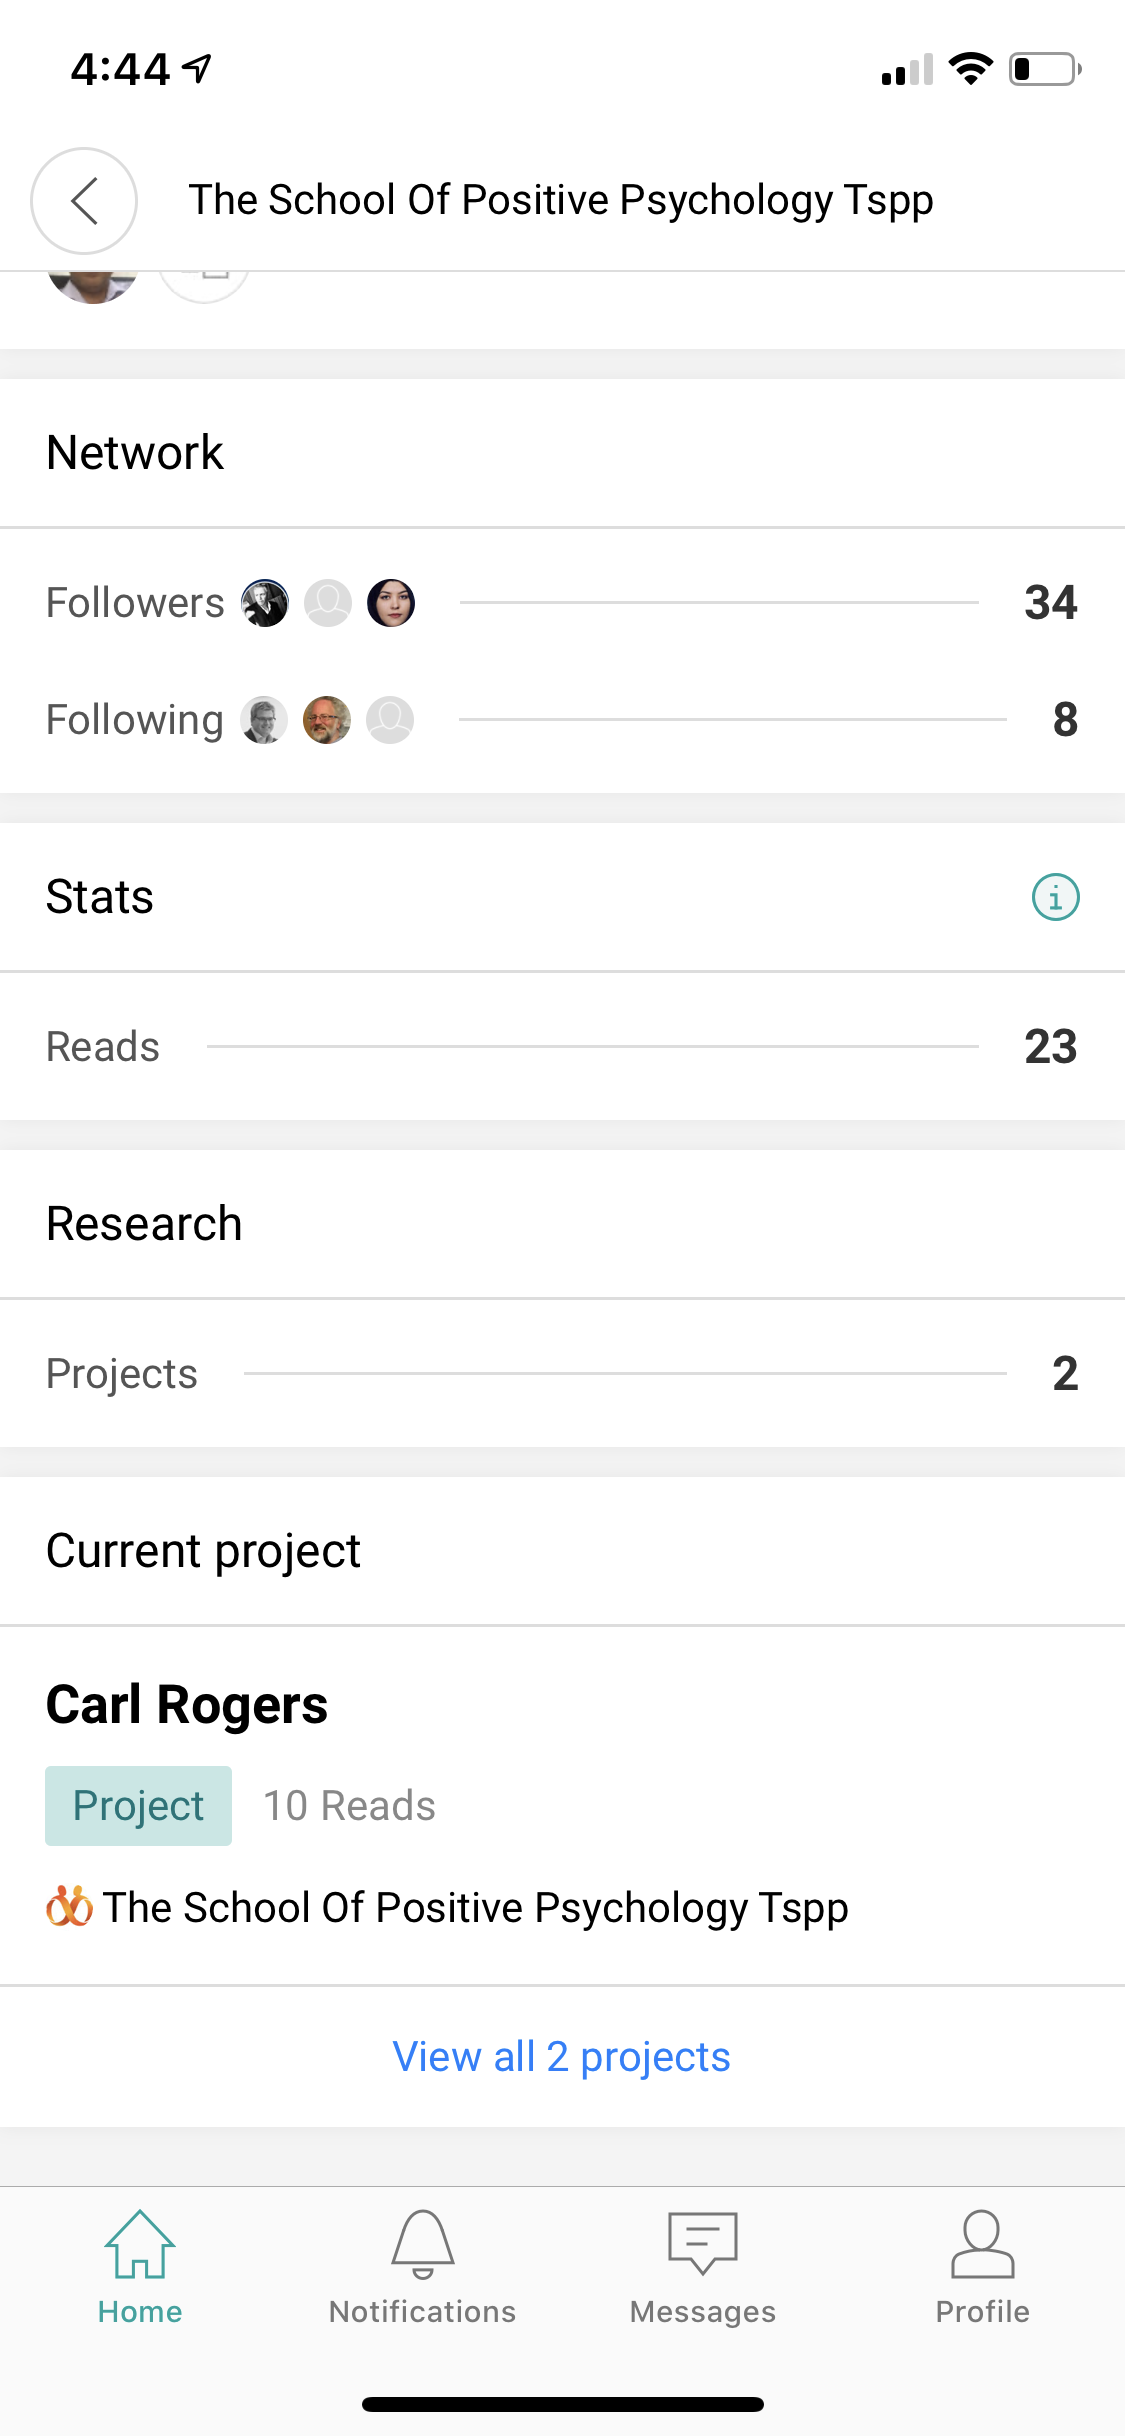 4:44
The School Of Positive Psychology Tspp
Network
Followers 34
Following 8
Stats
Reads 23
Research
Projects 2
Current project
Carl Rogers
Project 10 Reads
The School Of Positive Psychology Tspp
View all 2 projects
Home Notifications Messages Profile